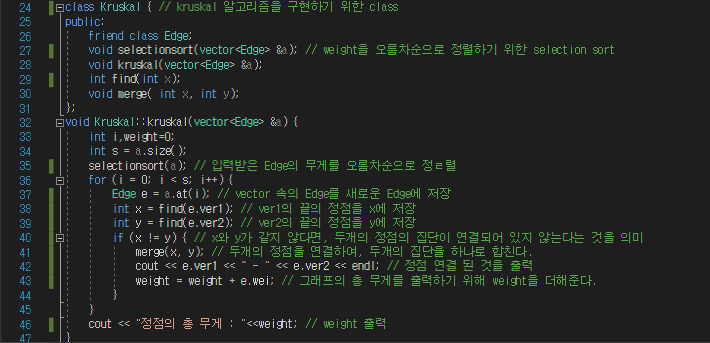 24 class Kruskal { // kruskal 알고리즘을 구현하기 위한 class
25 public:
26 friend class Edge;
27 void selectionsort(vector<Edge> &a); // weight을 오름차순으로 정렬하기 위한 selection sort
28 void kruskal(vector<Edge> &a);
29 int find(int x);
30 void merge( int x, int y);
31 };
32 void Kruskal::kruskal(vector<Edge> &a) {
33 int i,weight=0;
34 int s = a.size();
35 selectionsort(a); // 입력받은 Edge의 무게를 오름차순으로 정ㄹ렬
36 for (i = 0; i < s; i++){
37 Edge e = a.at(i); // vector 속의 Edge를 새로운 Edge에 저장
38 int x = find(e.ver1); // ver1의 끝의 정점을 x에 저장
39 int y = find(e.ver2); // ver2의 끝의 정점을 y에 저장
40 if (x != y) { // x와 y가 같지 않다면, 두개의 정점의 집단이 연결되어 있지 않는다는 것을 의미
41 merge(x, y); // 두개의 정점을 연결하여, 두개의 집단을 하나로 합친다.
42 cout << e.ver1 << " - " << e.ver2 << endl; // 정점 연결 된 것을 출력
43 weight = weight + e.wei; // 그래프의 총 무게를 출력하기 위해 weight을 더해준다.
44 }
45 }
46 cout << "정점의 총 무게 : "<<weight; // weight 출력
47 }